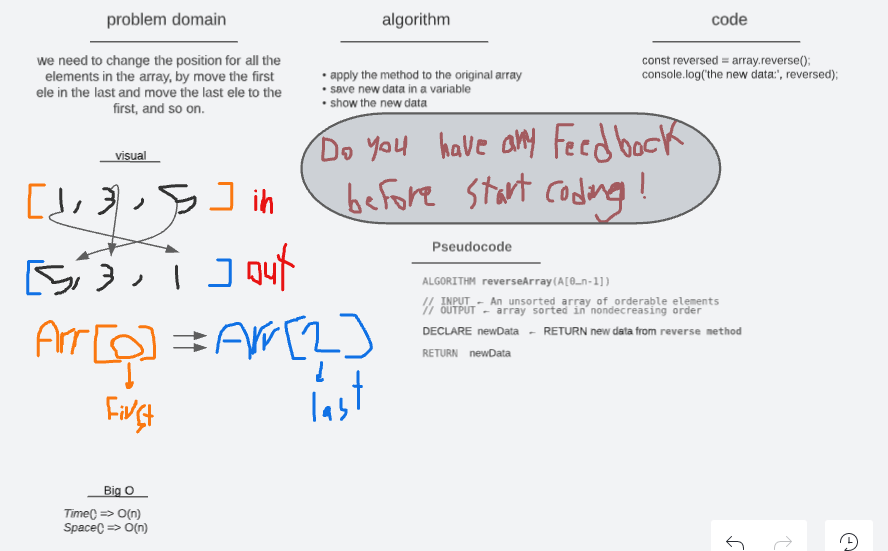 problem domain
we need to change the position for all the
elements in the array, by move the first
ele in the last and move the last ele to the
first, and so on.
visual
[1, 3, 5] in
[5, 3, 1] out
Arr[0] Arr[2]
First
last
Big O
Time() => O(n)
Space() => O(n)
algorithm
• apply the method to the original array
• save new data in a variable
• show the new data
Do you have any Feedback
before start coding!
Pseudocode
ALGORITHM reverseArray(A[0…n-1])
// INPUT ← An unsorted array of orderable elements
// OUTPUT ← array sorted in nondecreasing order
DECLARE newData ← RETURN new data from reverse method
RETURN newData
code
const reversed = array.reverse();
console.log('the new data:', reversed);